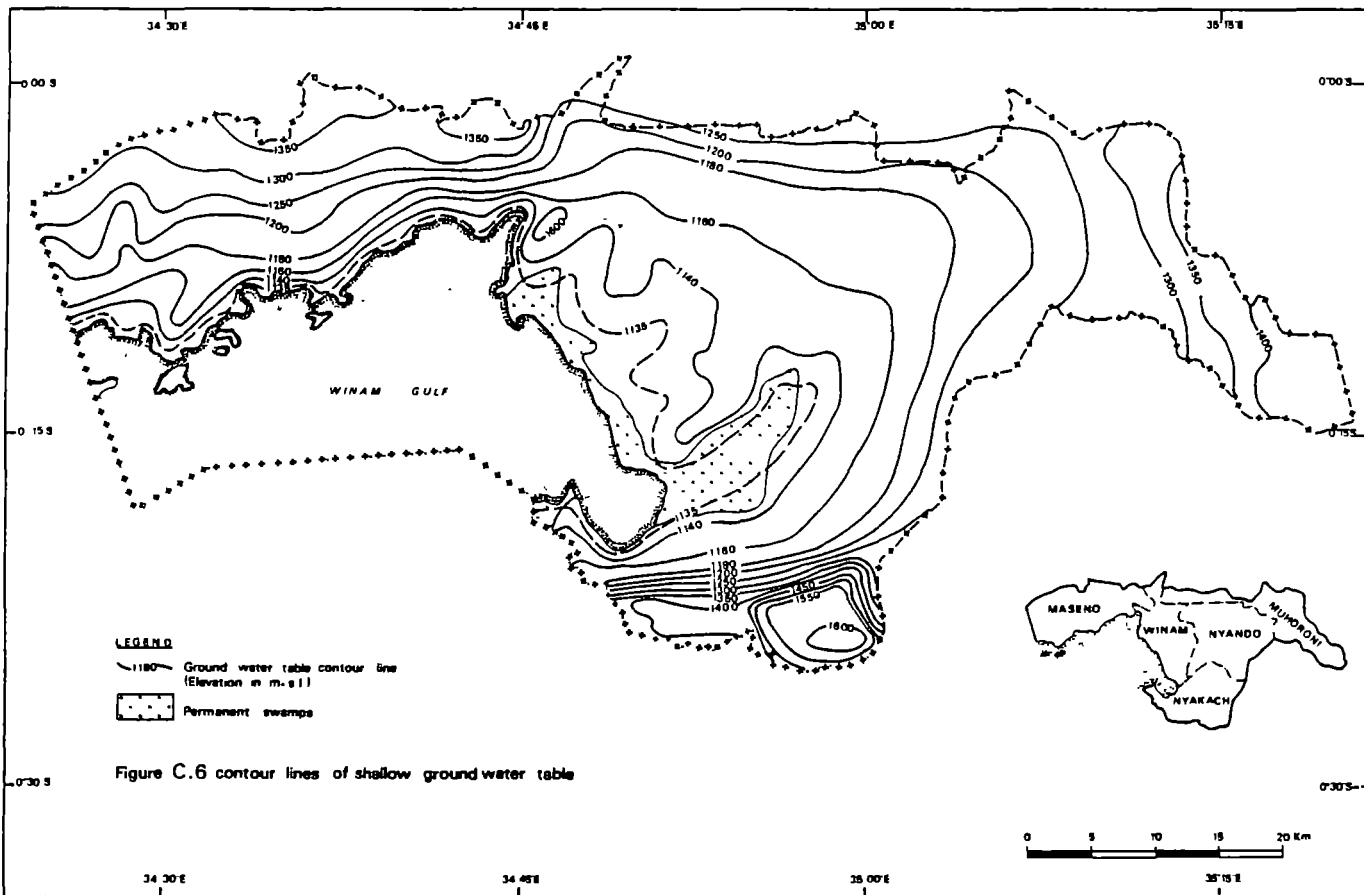 34°30'E 34°45'E 35°00'E 35°15'E
0°00'S 0°00'S
1350
1350
1250
1200
1180
1300
1250
1200
1180
1160
1140
1160
1600
1140
1135
1300
1350
1400
WINAM GULF
0°15'S 0°15'S
1135
1140
1160
1180
1200
1350
1400
1450
1550
1600
LEGEND
1180 Ground water table contour line
(Elevation in m.s.l)
Permanent swamps
MASENO
WINAM
NYANDO
MUHORONI
NYAKACH
Figure C.6 contour lines of shallow ground water table
0°30'S 0°30'S
0 5 10 15 20 Km
34°30'E 34°45'E 35°00'E 35°15'E